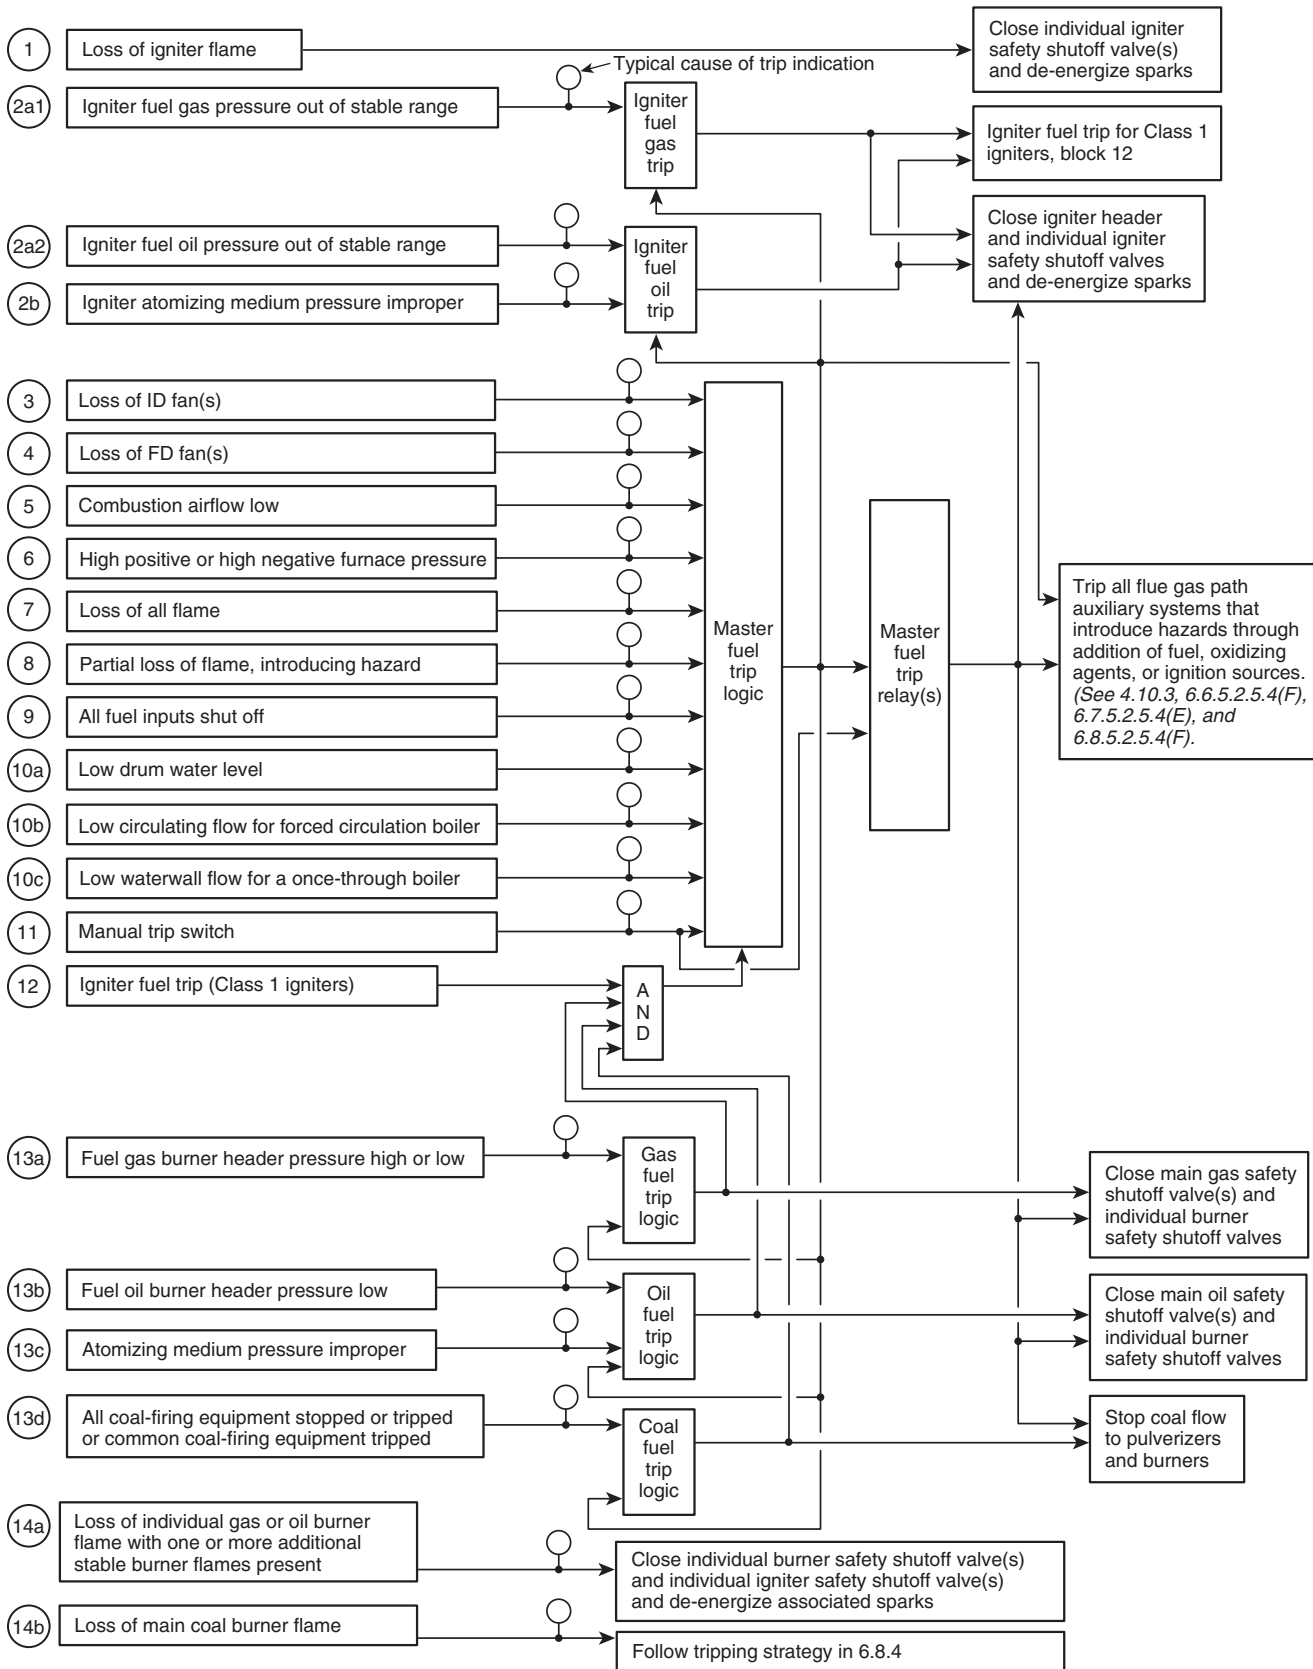 1
Loss of igniter flame
Close individual igniter
safety shutoff valve(s)
and de-energize sparks
Typical cause of trip indication
2a1
Igniter fuel gas pressure out of stable range
Igniter
fuel
gas
trip
Igniter fuel trip for Class 1
igniters, block 12
2a2
Igniter fuel oil pressure out of stable range
2b
Igniter atomizing medium pressure improper
Igniter
fuel
oil
trip
Close igniter header
and individual igniter
safety shutoff valves
and de-energize sparks
3
Loss of ID fan(s)
4
Loss of FD fan(s)
5
Combustion airflow low
6
High positive or high negative furnace pressure
7
Loss of all flame
8
Partial loss of flame, introducing hazard
9
All fuel inputs shut off
10a
Low drum water level
10b
Low circulating flow for forced circulation boiler
10c
Low waterwall flow for a once-through boiler
11
Manual trip switch
Master
fuel
trip
logic
Master
fuel
trip
relay(s)
Trip all flue gas path
auxiliary systems that
introduce hazards through
addition of fuel, oxidizing
agents, or ignition sources.
(See 4.10.3, 6.6.5.2.5.4(F),
6.7.5.2.5.4(E), and
6.8.5.2.5.4(F).
12
Igniter fuel trip (Class 1 igniters)
A
N
D
13a
Fuel gas burner header pressure high or low
Gas
fuel
trip
logic
Close main gas safety
shutoff valve(s) and
individual burner
safety shutoff valves
13b
Fuel oil burner header pressure low
13c
Atomizing medium pressure improper
Oil
fuel
trip
logic
Close main oil safety
shutoff valve(s) and
individual burner
safety shutoff valves
13d
All coal-firing equipment stopped or tripped
or common coal-firing equipment tripped
Coal
fuel
trip
logic
Stop coal flow
to pulverizers
and burners
14a
Loss of individual gas or oil burner
flame with one or more additional
stable burner flames present
Close individual burner safety shutoff valve(s)
and individual igniter safety shutoff valve(s)
and de-energize associated sparks
14b
Loss of main coal burner flame
Follow tripping strategy in 6.8.4